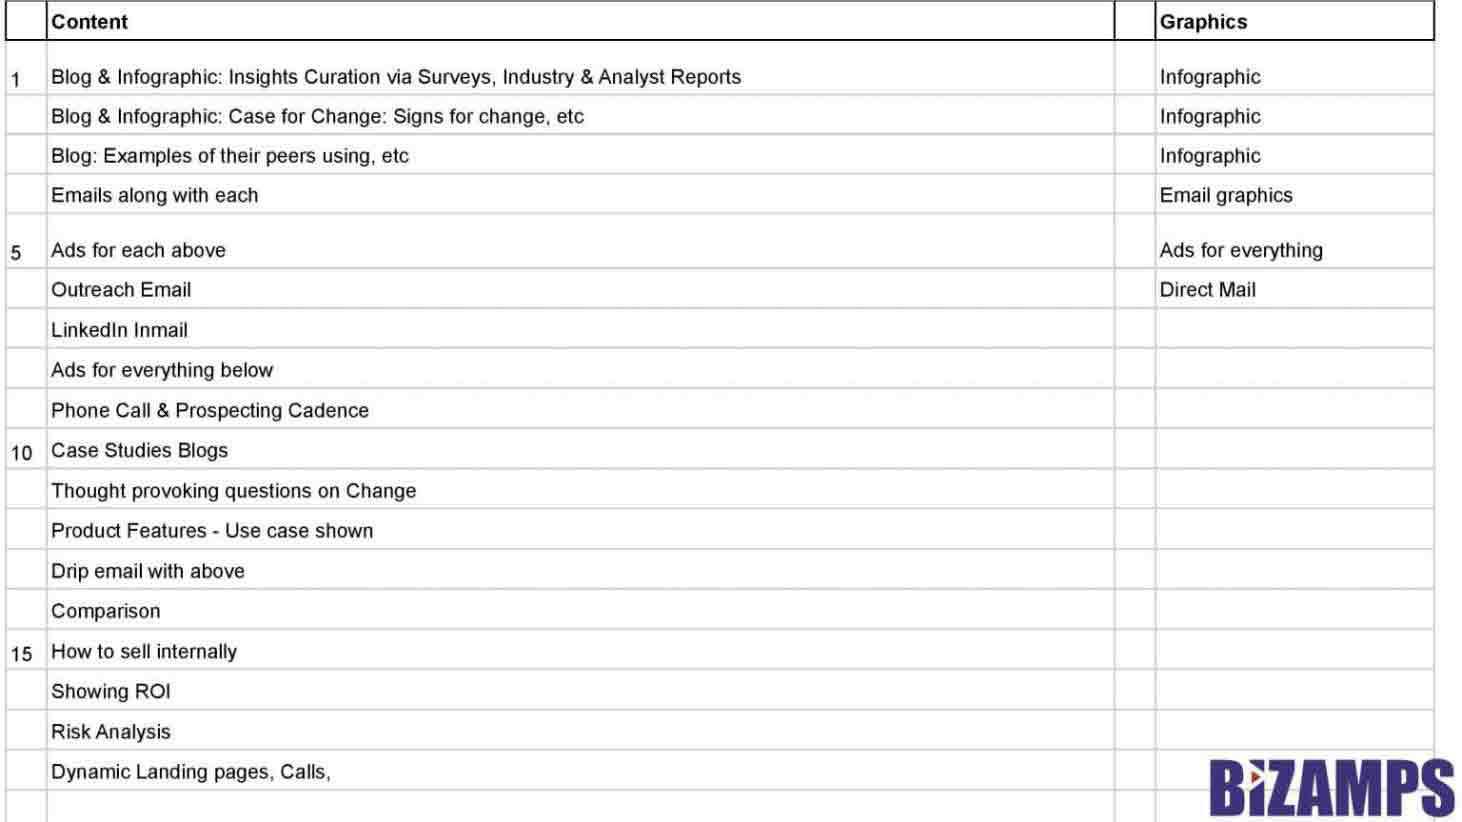 Content Graphics
1 Blog & Infographic: Insights Curation via Surveys, Industry & Analyst Reports Infographic
Blog & Infographic: Case for Change: Signs for change, etc Infographic
Blog: Examples of their peers using, etc Infographic
Emails along with each Email graphics
5 Ads for each above Ads for everything
Outreach Email Direct Mail
LinkedIn Inmail
Ads for everything below
Phone Call & Prospecting Cadence
10 Case Studies Blogs
Thought provoking questions on Change
Product Features - Use case shown
Drip email with above
Comparison
15 How to sell internally
Showing ROI
Risk Analysis
Dynamic Landing pages, Calls,
BiZAMPS